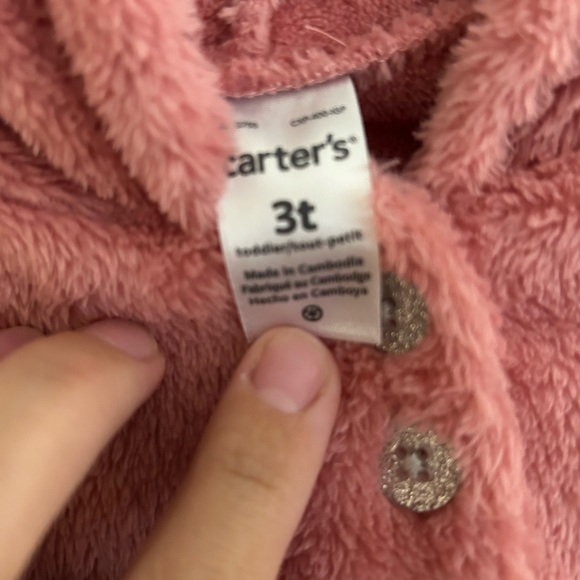 carter's
3t
toddler/tout-petit
Made in Cambodia
Fabriqué au Cambodge
Hecho en Camboya